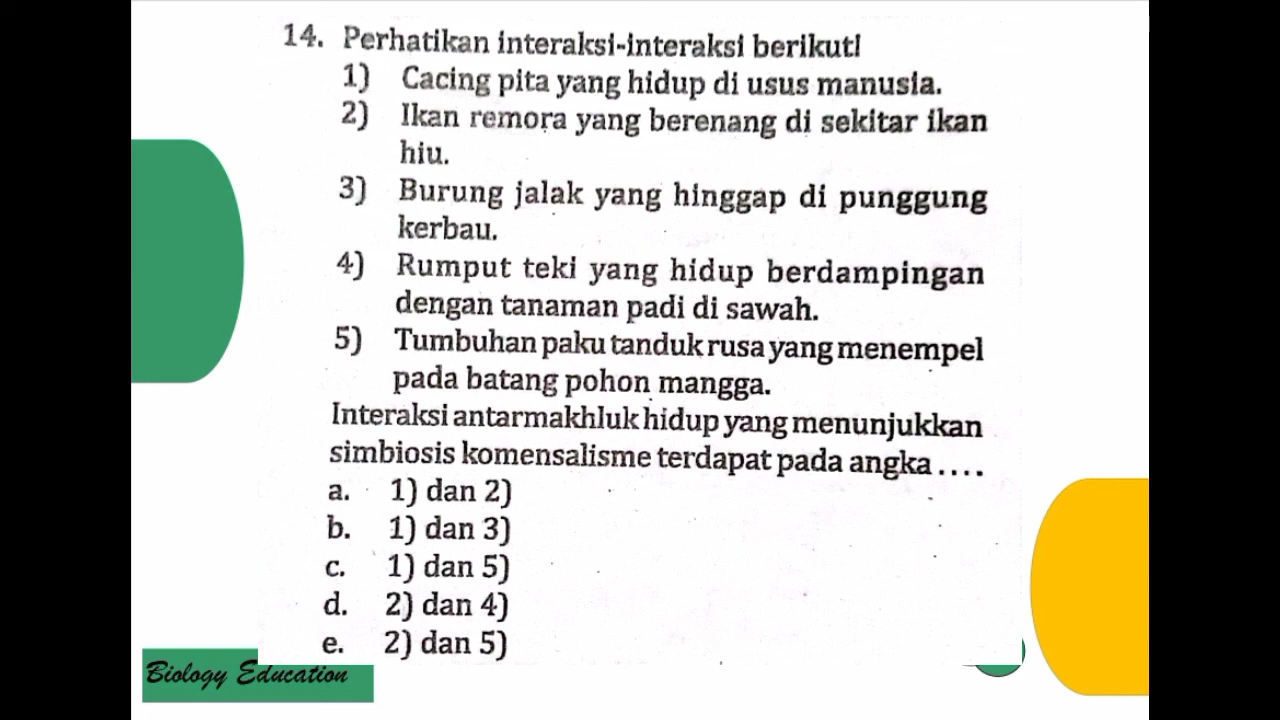 14. Perhatikan interaksi-interaksi berikut!
1) Cacing pita yang hidup di usus manusia.
2) Ikan remora yang berenang di sekitar ikan
hiu.
3) Burung jalak yang hinggap di punggung
kerbau.
4) Rumput teki yang hidup berdampingan
dengan tanaman padi di sawah.
5) Tumbuhan paku tanduk rusa yang menempel
pada batang pohon mangga.
Interaksi antarmakhluk hidup yang menunjukkan
simbiosis komensalisme terdapat pada angka ....
a. 1) dan 2)
b. 1) dan 3)
c. 1) dan 5)
d. 2) dan 4)
e. 2) dan 5)
Biology Education